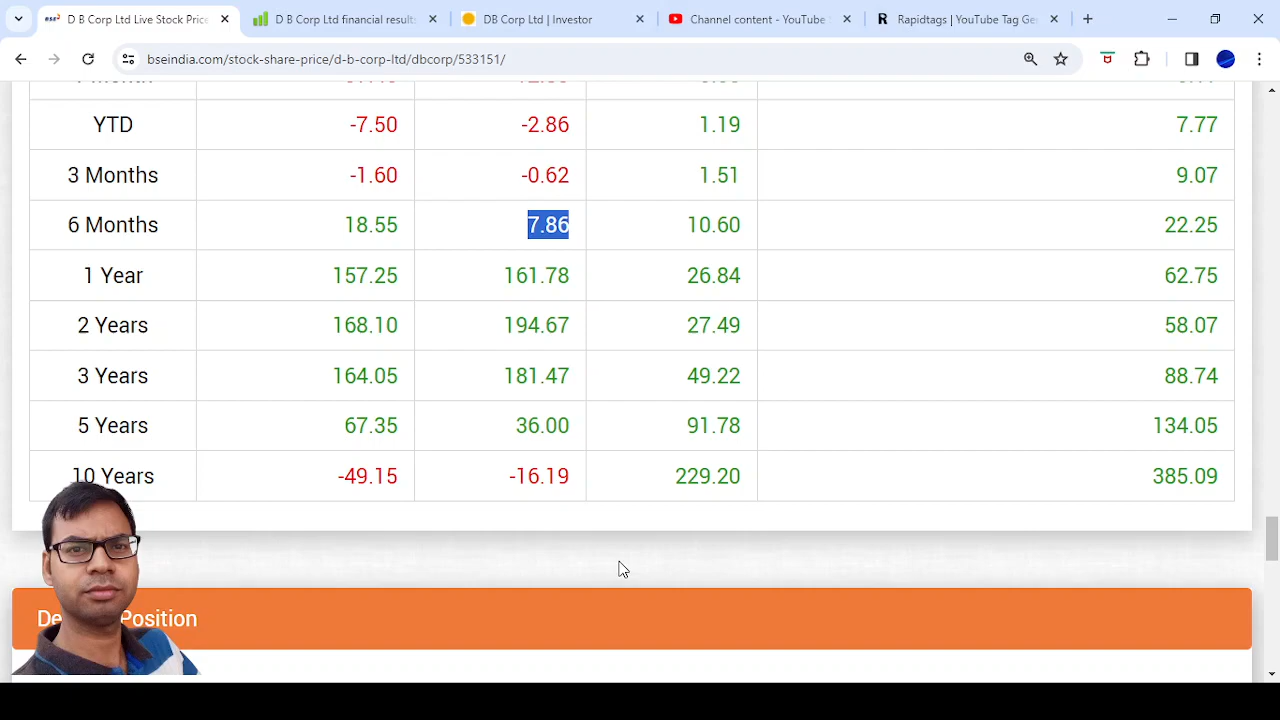 D B Corp Ltd Live Stock Price
D B Corp Ltd financial results
DB Corp Ltd | Investor
Channel content - YouTube
Rapidtags | YouTube Tag Ge
bseindia.com/stock-share-price/d-b-corp-ltd/dbcorp/533151/
YTD -7.50 -2.86 1.19 7.77
3 Months -1.60 -0.62 1.51 9.07
6 Months 18.55 7.86 10.60 22.25
1 Year 157.25 161.78 26.84 62.75
2 Years 168.10 194.67 27.49 58.07
3 Years 164.05 181.47 49.22 88.74
5 Years 67.35 36.00 91.78 134.05
10 Years -49.15 -16.19 229.20 385.09
Position